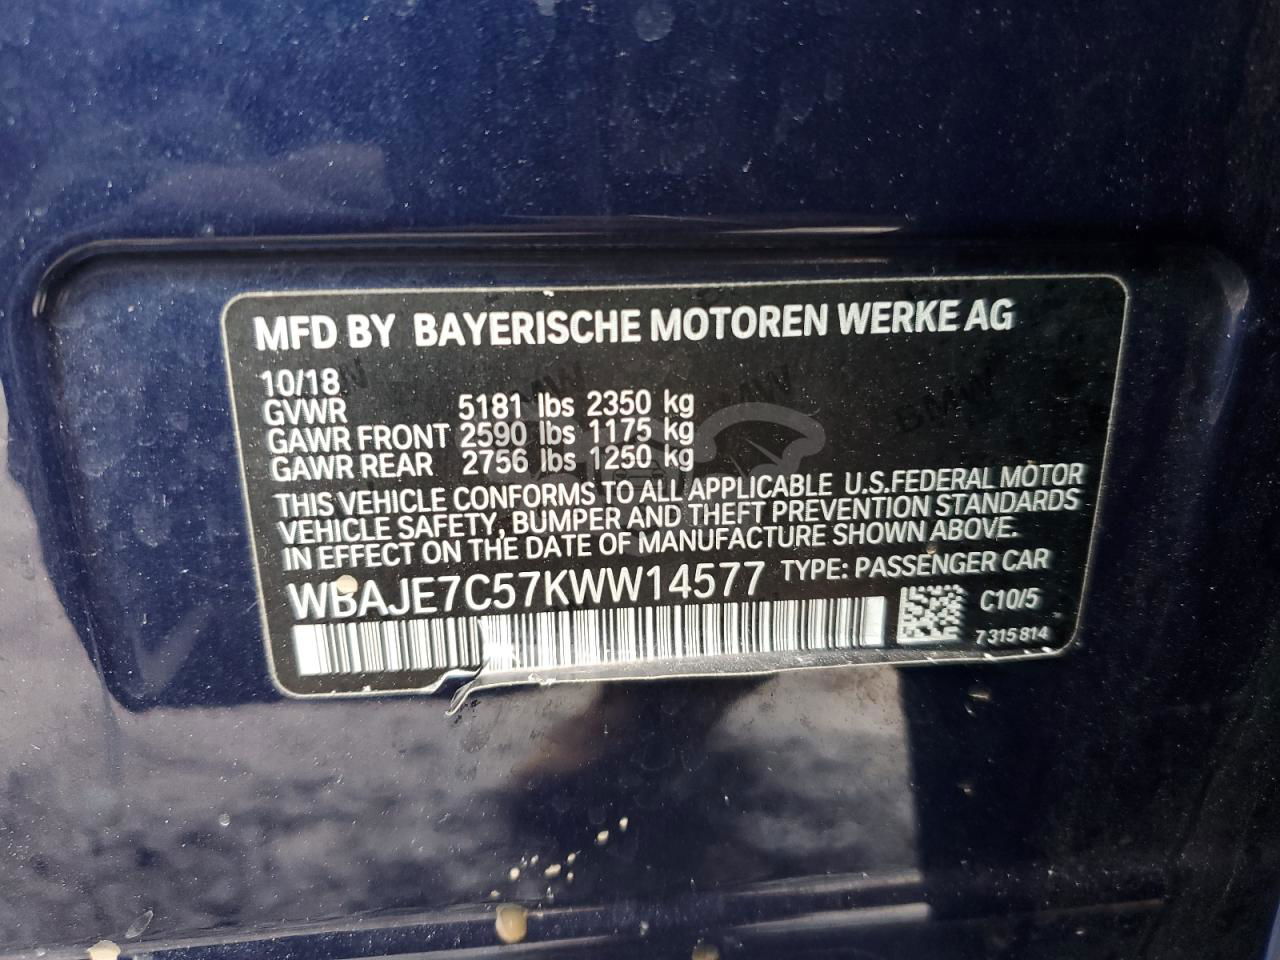 MFD BY BAYERISCHE MOTOREN WERKE AG
10/18
GVWR 5181 lbs 2350 kg
GAWR FRONT 2590 lbs 1175 kg
GAWR REAR 2756 lbs 1250 kg
THIS VEHICLE CONFORMS TO ALL APPLICABLE U.S.FEDERAL MOTOR
VEHICLE SAFETY, BUMPER AND THEFT PREVENTION STANDARDS
IN EFFECT ON THE DATE OF MANUFACTURE SHOWN ABOVE.
WBAJE7C57KWW14577 TYPE: PASSENGER CAR
C10/5
7 315 814